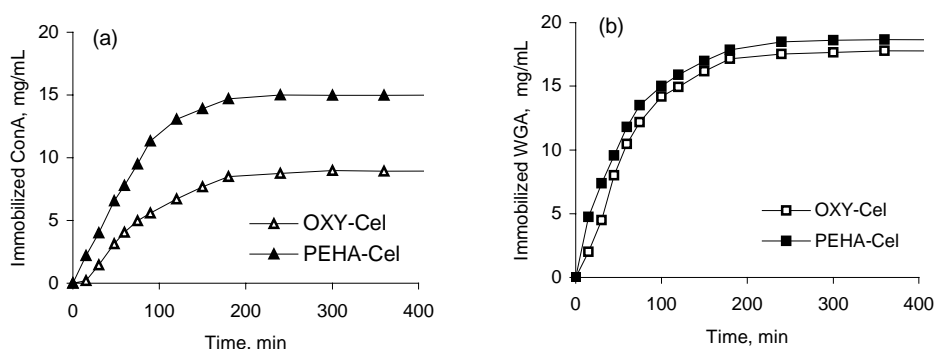 (a)
Immobilized ConA, mg/mL
20
15
10
5
0
0 100 200 300 400
Time, min
OXY-Cel
PEHA-Cel
(b)
Immobilized WGA, mg/mL
20
15
10
5
0
0 100 200 300 400
Time, min
OXY-Cel
PEHA-Cel